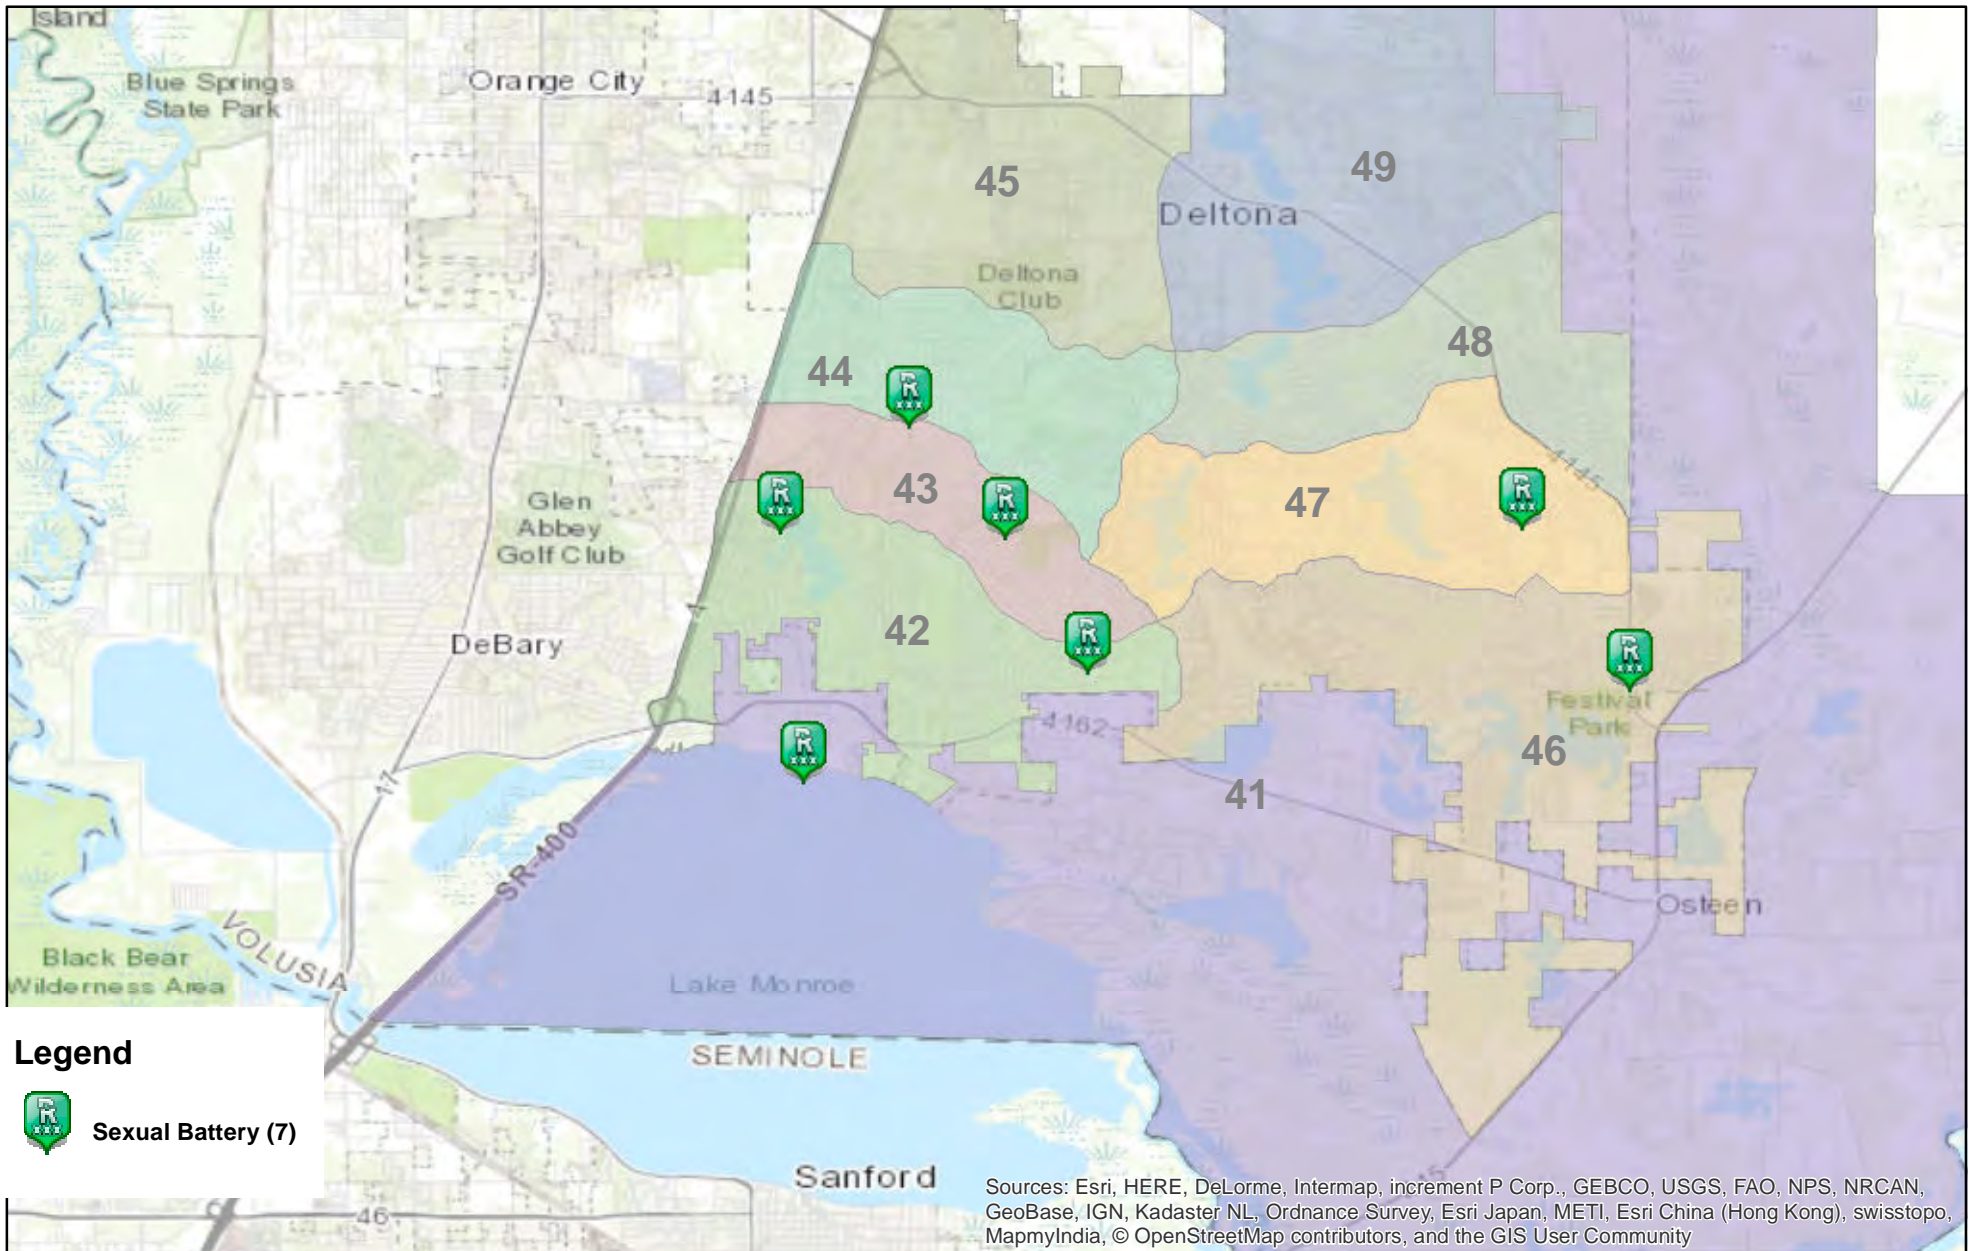 Island
Blue Springs
State Park
Orange City
4145
45
49
Deltona
Deltona
Club
44
48
43
47
4145
Glen
Abbey
Golf Club
42
4
DeBary
Festival
Park
4162
46
41
17
SR-400
Osteen
VOLUSIA
Black Bear
Wilderness Area
Lake Monroe
SEMINOLE
Legend
R
xxx
Sexual Battery (7)
Sanford
46
15
Sources: Esri, HERE, DeLorme, Intermap, increment P Corp., GEBCO, USGS, FAO, NPS, NRCAN,
GeoBase, IGN, Kadaster NL, Ordnance Survey, Esri Japan, METI, Esri China (Hong Kong), swisstopo,
MapmyIndia, © OpenStreetMap contributors, and the GIS User Community